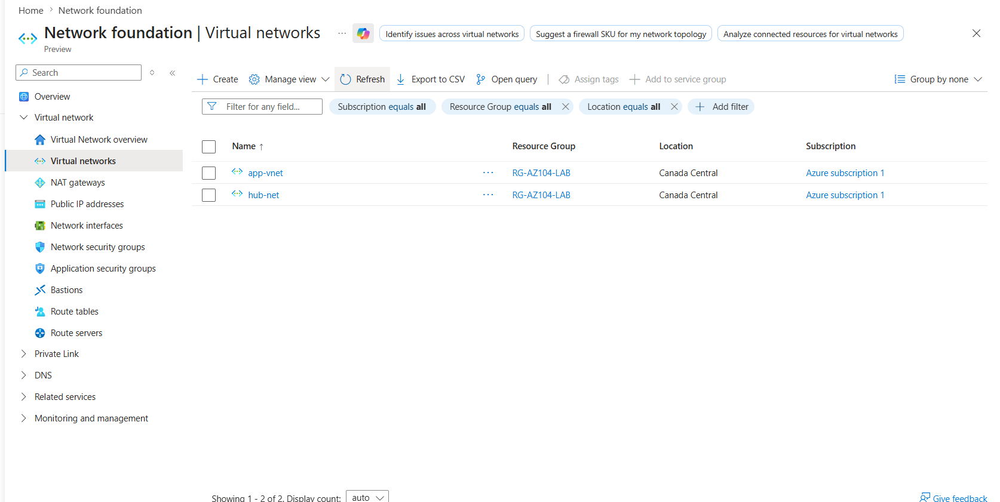 Home > Network foundation
Network foundation | Virtual networks ...
Identify issues across virtual networks
Suggest a firewall SKU for my network topology
Analyze connected resources for virtual networks
Preview
Search
Overview
Virtual network
Virtual Network overview
Virtual networks
NAT gateways
Public IP addresses
Network interfaces
Network security groups
Application security groups
Bastions
Route tables
Route servers
Private Link
DNS
Related services
Monitoring and management
Create Manage view Refresh Export to CSV Open query Assign tags Add to service group Group by none
Filter for any field... Subscription equals all Resource Group equals all Location equals all Add filter
Name ↑ Resource Group Location Subscription
app-vnet ... RG-AZ104-LAB Canada Central Azure subscription 1
hub-net ... RG-AZ104-LAB Canada Central Azure subscription 1
Showing 1 - 2 of 2. Display count: auto
Give feedback